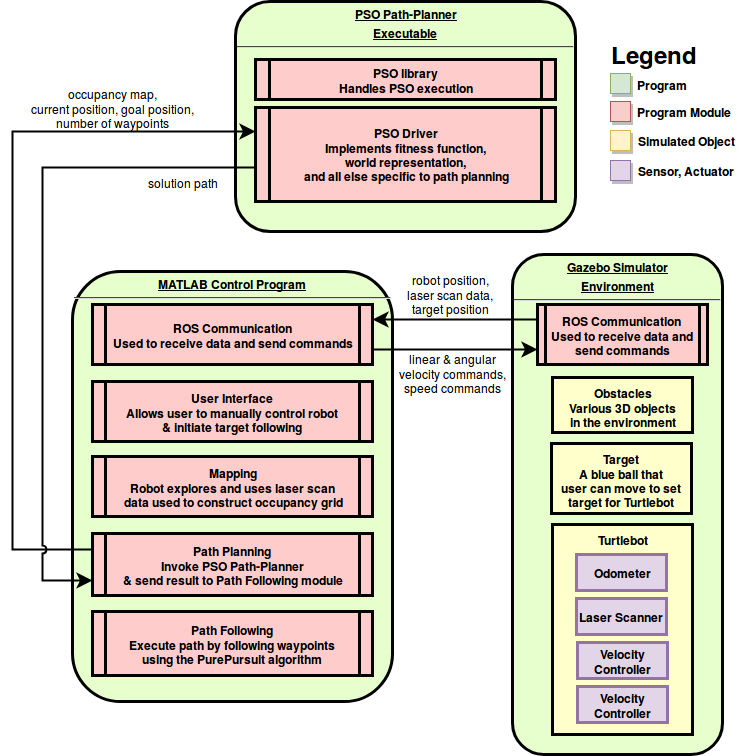 PSO Path-Planner
Executable
PSO library
Handles PSO execution
PSO Driver
Implements fitness function,
world representation,
and all else specific to path planning
Legend
Program
Program Module
SImulated Object
Sensor, Actuator
occupancy map,
current position, goal position,
number of waypoints
solution path
MATLAB Control Program
ROS Communication
Used to receive data and send commands
User Interface
Allows user to manually control robot
& initiate target following
Mapping
Robot explores and uses laser scan
data used to construct occupancy grid
Path Planning
Invoke PSO Path-Planner
& send result to Path Following module
Path Following
Execute path by following waypoints
using the PurePursuit algorithm
robot position,
laser scan data,
target position
linear & angular
velocity commands,
speed commands
Gazebo Simulator
Environment
ROS Communication
Used to receive data and
send commands
Obstacles
Various 3D objects
in the environment
Target
A blue ball that
user can move to set
target for Turtlebot
Turtlebot
Odometer
Laser Scanner
Velocity
Controller
Velocity
Controller